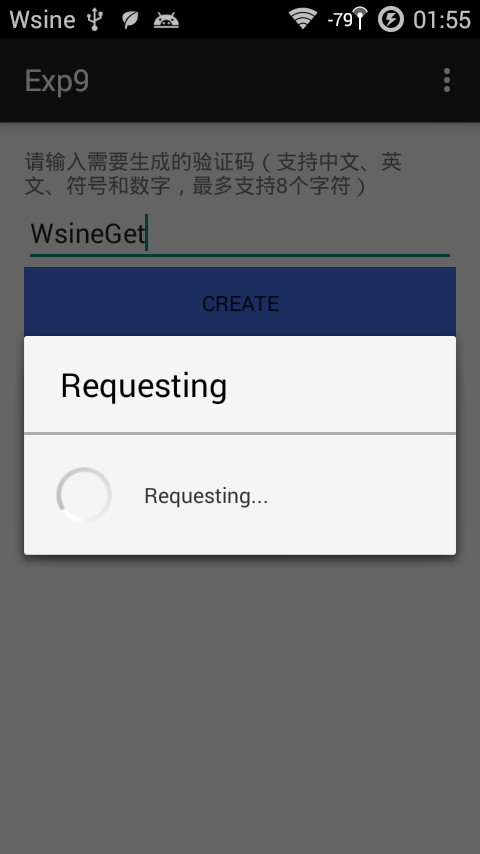 Wsine -79 01:55
Exp9
请输入需要生成的验证码（支持中文、英
文、符号和数字，最多支持8个字符）
WsineGet
CREATE
Requesting
Requesting...